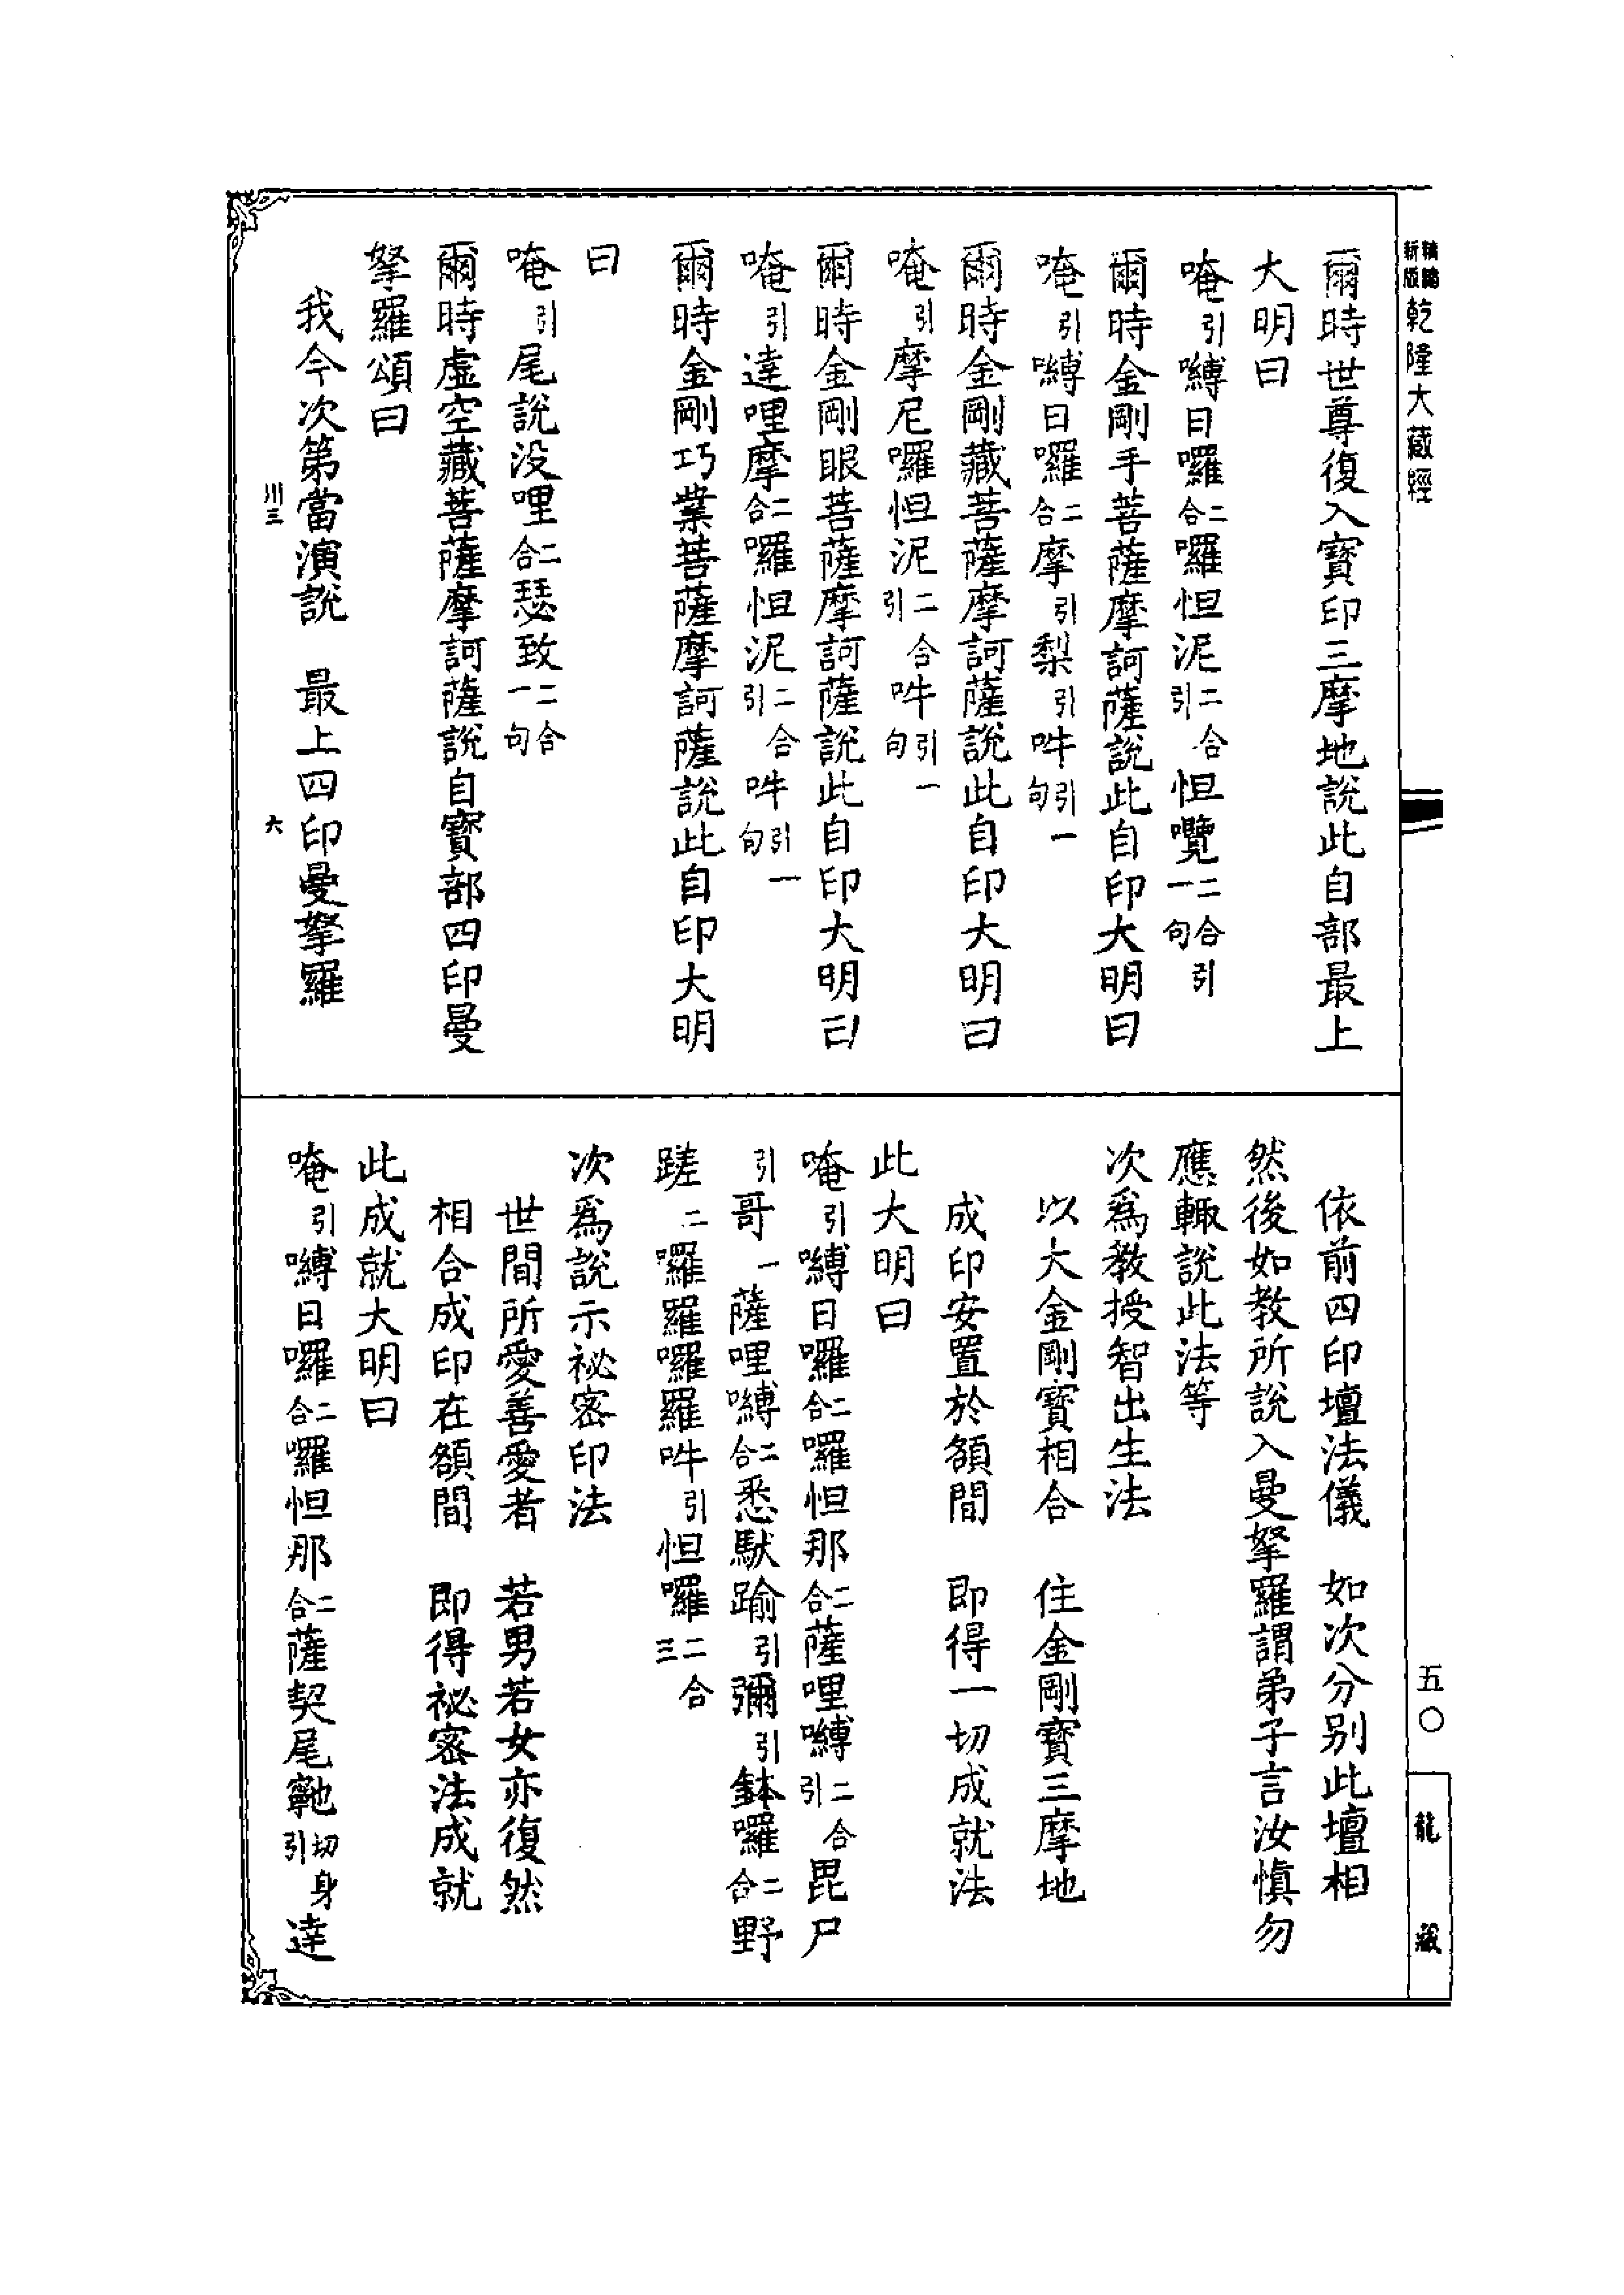 精編新版乾隆大藏經
爾時世尊復入寶印三摩地說此自部最上
大明曰
唵引嚩日囉二合囉怛泥二合引怛囕二合引一句
爾時金剛手菩薩摩訶薩說此自印大明曰
唵引嚩日囉二合摩引梨引吽引一句
爾時金剛藏菩薩摩訶薩說此自印大明曰
唵引摩尼囉怛泥二合引吽引一句
爾時金剛眼菩薩摩訶薩說此自印大明曰
唵引達哩摩二合囉怛泥二合引吽引一句
爾時金剛巧業菩薩摩訶薩說此自印大明
曰
唵引尾說没哩二合瑟致二合一句
爾時虛空藏菩薩摩訶薩說自寶部四印曼
拏羅頌曰
我今次第當演說　最上四印曼拏羅
川三　六
依前四印壇法儀　如次分别此壇相
然後如教所說入曼拏羅謂弟子言汝慎勿
應輙說此法等
次爲教授智出生法
以大金剛寶相合　住金剛寶三摩地
成印安置於額間　即得一切成就法
此大明曰
唵引嚩日囉二合囉怛那二合薩哩嚩二合引毘尸
引哥一薩哩嚩二合悉馱踰引彌引鉢囉二合野
蹉二囉羅囉羅吽引怛囉二合三
次爲說示祕密印法
世間所愛善愛者　若男若女亦復然
相合成印在額間　即得祕密法成就
此成就大明曰
唵引嚩日囉二合囉怛那二合薩契尾𩕳切身引達
五〇
龍藏